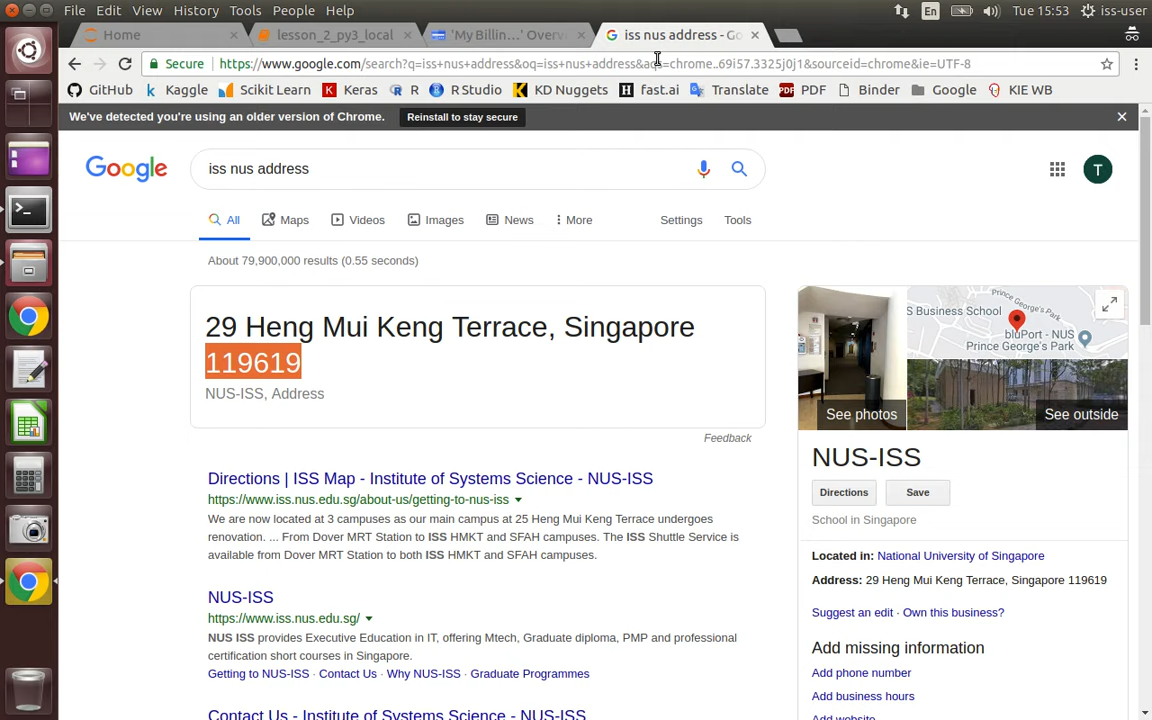 File Edit View History Tools People Help
En Tue 15:53 iss-user
Home lesson_2_py3_local 'My Billin…' Overv iss nus address - Go
Secure https://www.google.com/search?q=iss+nus+address&oq=iss+nus+address&aqs=chrome..69i57.3325j0j1&sourceid=chrome&ie=UTF-8
GitHub Kaggle Scikit Learn Keras R RStudio KD Nuggets fast.ai Translate PDF Binder Google KIE WB
We've detected you're using an older version of Chrome. Reinstall to stay secure
Google iss nus address T
All Maps Videos Images News More Settings Tools
About 79,900,000 results (0.55 seconds)
29 Heng Mui Keng Terrace, Singapore
119619
NUS-ISS, Address
Feedback
Directions | ISS Map - Institute of Systems Science - NUS-ISS
https://www.iss.nus.edu.sg/about-us/getting-to-nus-iss
We are now located at 3 campuses as our main campus at 25 Heng Mui Keng Terrace undergoes
renovation. ... From Dover MRT Station to ISS HMKT and SFAH campuses. The ISS Shuttle Service is
available from Dover MRT Station to both ISS HMKT and SFAH campuses.
NUS-ISS
https://www.iss.nus.edu.sg/
NUS ISS provides Executive Education in IT, offering Mtech, Graduate diploma, PMP and professional
certification short courses in Singapore.
Getting to NUS-ISS · Contact Us · Why NUS-ISS · Graduate Programmes
Contact Us - Institute of Systems Science - NUS-ISS
S Business School
Prince George's Park
bluPort - NUS
Prince George's Park
See photos
See outside
NUS-ISS
Directions Save
School in Singapore
Located in: National University of Singapore
Address: 29 Heng Mui Keng Terrace, Singapore 119619
Suggest an edit · Own this business?
Add missing information
Add phone number
Add business hours
Add website